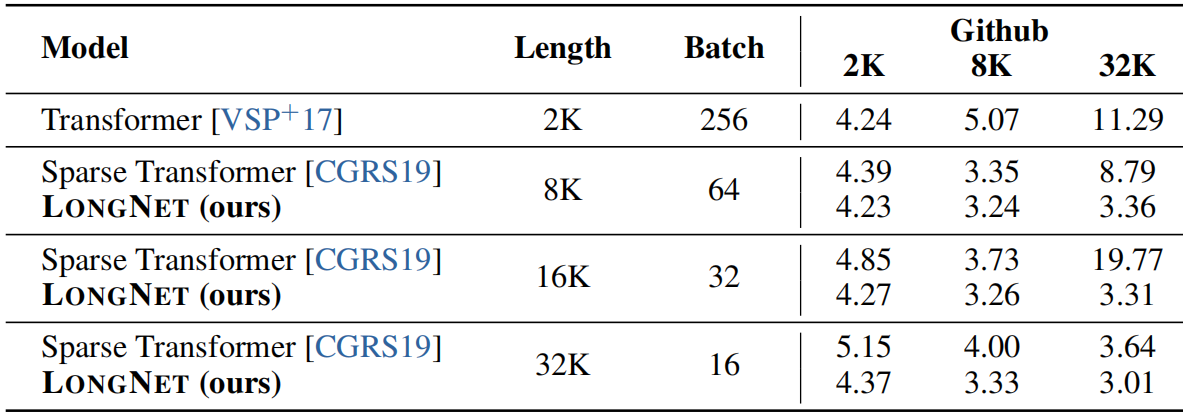 Model Length Batch Github
2K 8K 32K
Transformer [VSP+17] 2K 256 4.24 5.07 11.29
Sparse Transformer [CGRS19] 8K 64 4.39 3.35 8.79
LONGNET (ours) 4.23 3.24 3.36
Sparse Transformer [CGRS19] 16K 32 4.85 3.73 19.77
LONGNET (ours) 4.27 3.26 3.31
Sparse Transformer [CGRS19] 32K 16 5.15 4.00 3.64
LONGNET (ours) 4.37 3.33 3.01